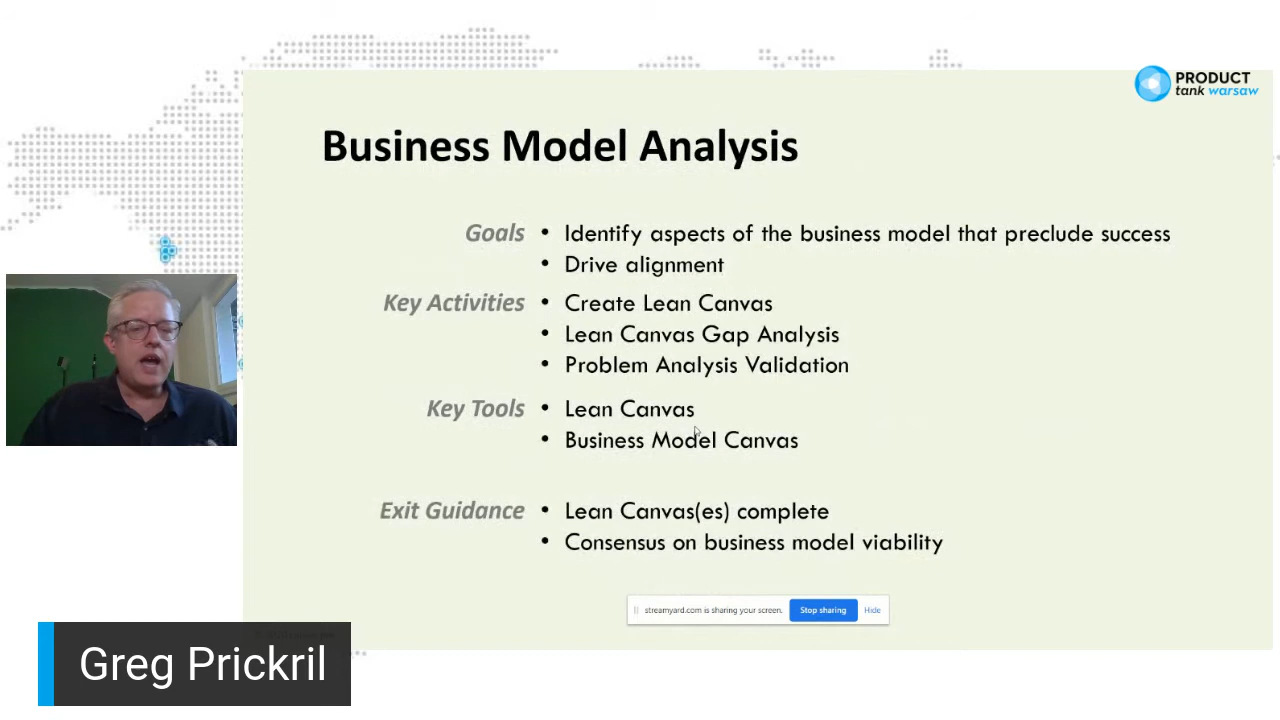 PRODUCT
tank warsaw
Business Model Analysis
Goals • Identify aspects of the business model that preclude success
• Drive alignment
Key Activities • Create Lean Canvas
• Lean Canvas Gap Analysis
• Problem Analysis Validation
Key Tools • Lean Canvas
• Business Model Canvas
Exit Guidance • Lean Canvas(es) complete
• Consensus on business model viability
streamyard.com is sharing your screen. Stop sharing Hide
Greg Prickril